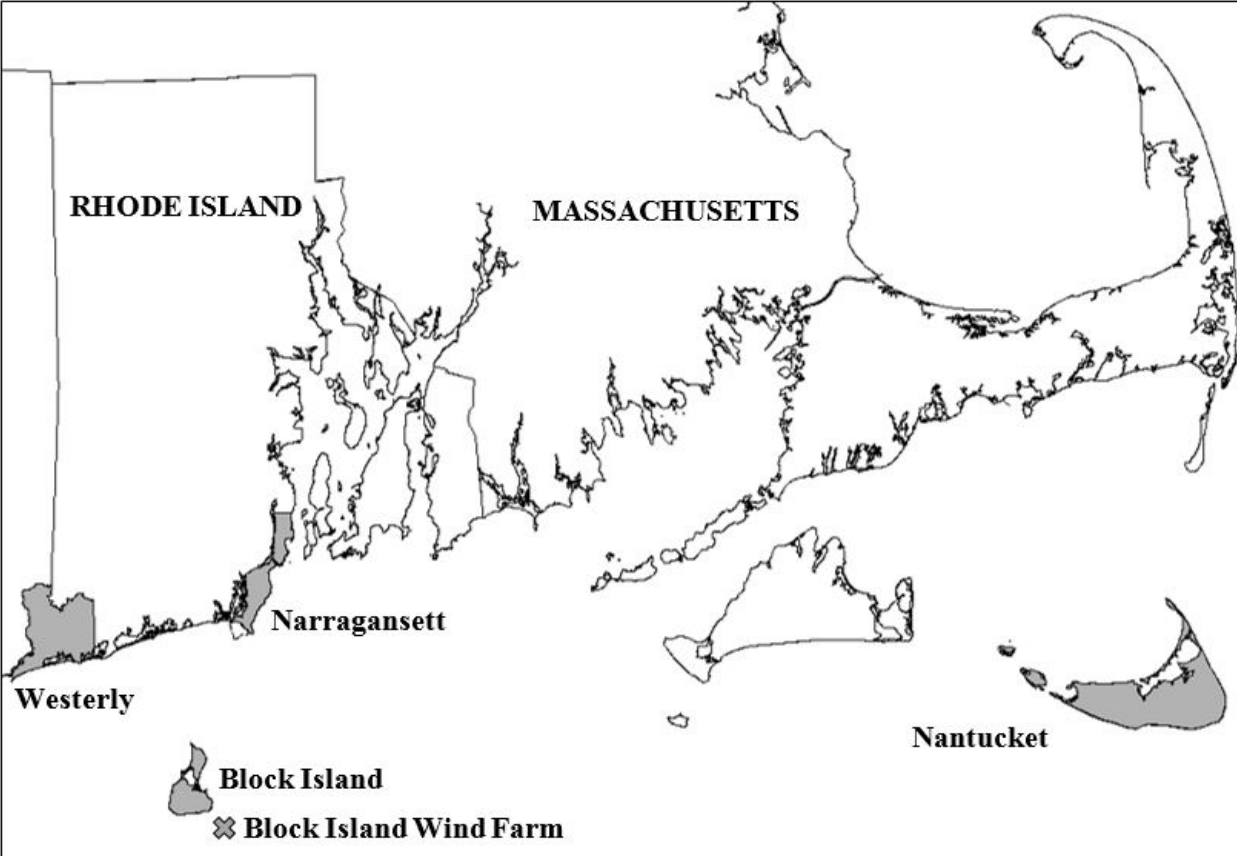 RHODE ISLAND
MASSACHUSETTS
Narragansett
Westerly
Nantucket
Block Island
Block Island Wind Farm